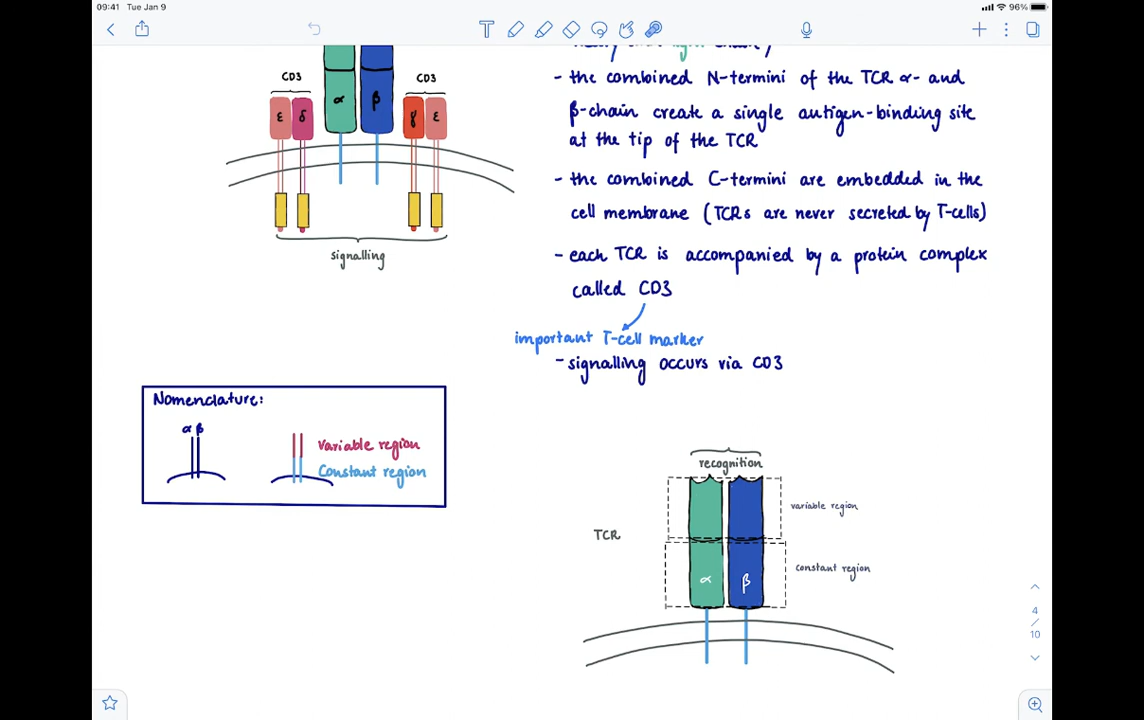 09:41 Tue Jan 9
96%
CD3
CD3
α
β
ε
δ
γ
ε
signalling
- the combined N-termini of the TCR α- and
β-chain create a single antigen-binding site
at the tip of the TCR
- the combined C-termini are embedded in the
cell membrane (TCRs are never secreted by T-cells)
- each TCR is accompanied by a protein complex
called CD3
important T-cell marker
- signalling occurs via CD3
Nomenclature:
α β
Variable region
Constant region
recognition
variable region
TCR
constant region
α
β
4
/
10